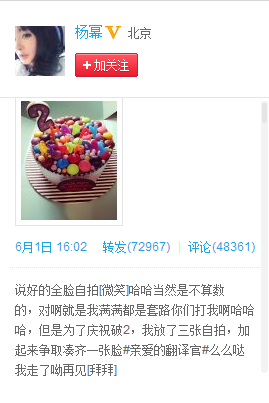 杨幂 V 北京
+加关注
2
6月1日 16:02 转发(72967) | 评论(48361)
说好的全脸自拍[微笑]哈哈当然是不算数
的，对啊就是我满满都是套路你们打我啊哈哈
哈，但是为了庆祝破2，我放了三张自拍，加
起来争取凑齐一张脸#亲爱的翻译官#么么哒
我走了呦再见[拜拜]